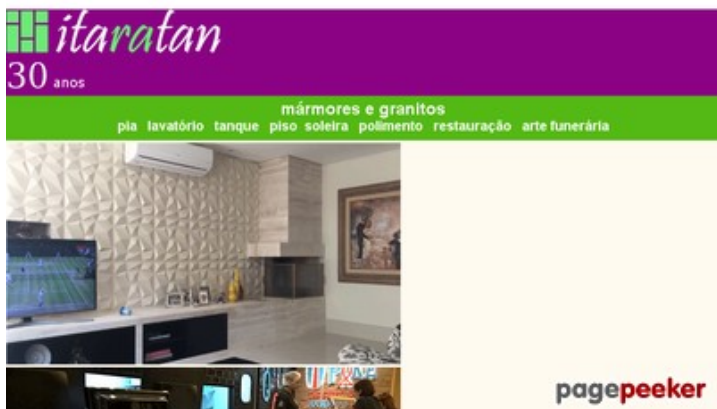 itaratan
30 anos
mármores e granitos
pia lavatório tanque piso soleira polimento restauração arte funerária
pagepeeker